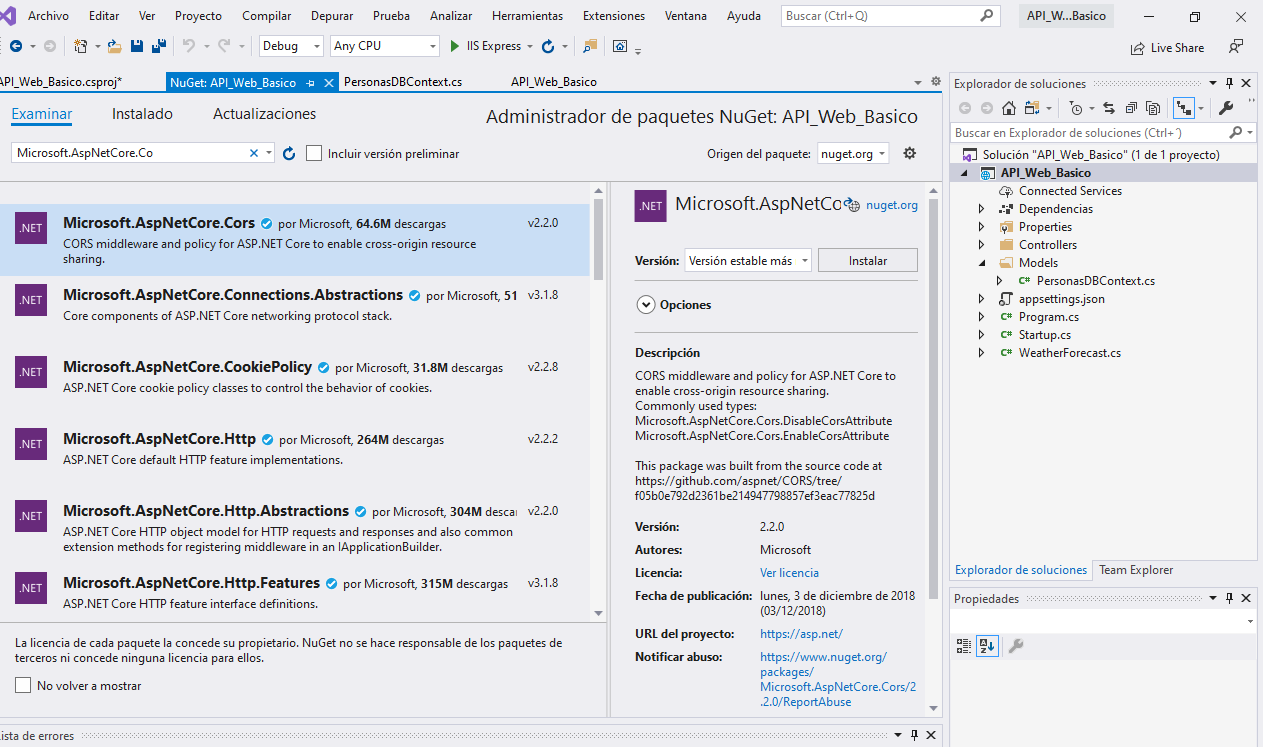 Archivo Editar Ver Proyecto Compilar Depurar Prueba Analizar Herramientas Extensiones Ventana Ayuda Buscar (Ctrl+Q) API_W...Basico
Debug Any CPU IIS Express Live Share
API_Web_Basico.csproj* NuGet: API_Web_Basico PersonasDBContext.cs API_Web_Basico
Examinar Instalado Actualizaciones
Administrador de paquetes NuGet: API_Web_Basico
Microsoft.AspNetCore.Co
Incluir versión preliminar
Origen del paquete: nuget.org
.NET
Microsoft.AspNetCore.Cors por Microsoft, 64.6M descargas v2.2.0
CORS middleware and policy for ASP.NET Core to enable cross-origin resource
sharing.
.NET
Microsoft.AspNetCore.Connections.Abstractions por Microsoft, 51 v3.1.8
Core components of ASP.NET Core networking protocol stack.
.NET
Microsoft.AspNetCore.CookiePolicy por Microsoft, 31.8M descargas v2.2.8
ASP.NET Core cookie policy classes to control the behavior of cookies.
.NET
Microsoft.AspNetCore.Http por Microsoft, 264M descargas v2.2.2
ASP.NET Core default HTTP feature implementations.
.NET
Microsoft.AspNetCore.Http.Abstractions por Microsoft, 304M descar v2.2.0
ASP.NET Core HTTP object model for HTTP requests and responses and also common
extension methods for registering middleware in an IApplicationBuilder.
.NET
Microsoft.AspNetCore.Http.Features por Microsoft, 315M descargas v3.1.8
ASP.NET Core HTTP feature interface definitions.
La licencia de cada paquete la concede su propietario. NuGet no se hace responsable de los paquetes de
terceros ni concede ninguna licencia para ellos.
No volver a mostrar
.NET
Microsoft.AspNetCo nuget.org
Versión: Versión estable más Instalar
Opciones
Descripción
CORS middleware and policy for ASP.NET Core to
enable cross-origin resource sharing.
Commonly used types:
Microsoft.AspNetCore.Cors.DisableCorsAttribute
Microsoft.AspNetCore.Cors.EnableCorsAttribute
This package was built from the source code at
https://github.com/aspnet/CORS/tree/
f05b0e792d2361be214947798857ef3eac77825d
Versión: 2.2.0
Autores: Microsoft
Licencia: Ver licencia
Fecha de publicación: lunes, 3 de diciembre de 2018
(03/12/2018)
URL del proyecto: https://asp.net/
Notificar abuso: https://www.nuget.org/
packages/
Microsoft.AspNetCore.Cors/2
.2.0/ReportAbuse
Explorador de soluciones
Buscar en Explorador de soluciones (Ctrl+´)
Solución "API_Web_Basico" (1 de 1 proyecto)
API_Web_Basico
Connected Services
Dependencias
Properties
Controllers
Models
C# PersonasDBContext.cs
appsettings.json
C# Program.cs
C# Startup.cs
C# WeatherForecast.cs
Explorador de soluciones Team Explorer
Propiedades
ista de errores